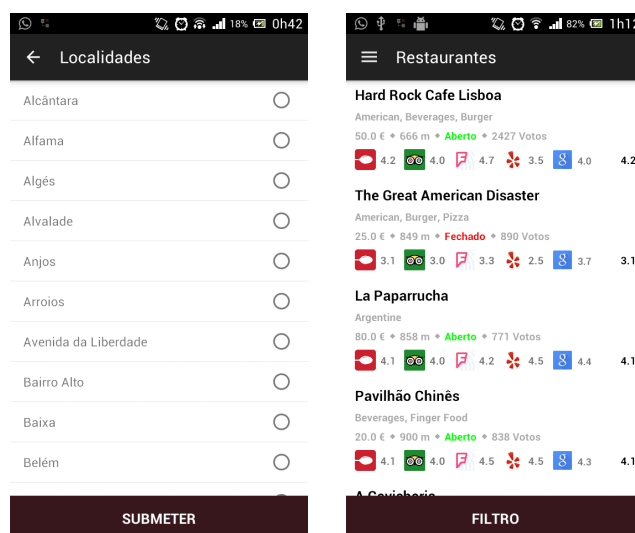 18% 0h42
Localidades
Alcântara
Alfama
Algés
Alvalade
Anjos
Arroios
Avenida da Liberdade
Bairro Alto
Baixa
Belém
SUBMETER
82% 1h12
Restaurantes
Hard Rock Cafe Lisboa
American, Beverages, Burger
50.0 € • 666 m • Aberto • 2427 Votos
4.2 4.0 4.7 3.5 8 4.0 4.2
The Great American Disaster
American, Burger, Pizza
25.0 € • 849 m • Fechado • 890 Votos
3.1 3.0 3.3 2.5 8 3.7 3.1
La Paparrucha
Argentine
80.0 € • 858 m • Aberto • 771 Votos
4.1 4.0 4.2 4.5 8 4.4 4.1
Pavilhão Chinês
Beverages, Finger Food
20.0 € • 900 m • Aberto • 838 Votos
4.1 4.0 4.5 4.5 8 4.3 4.1
FILTRO